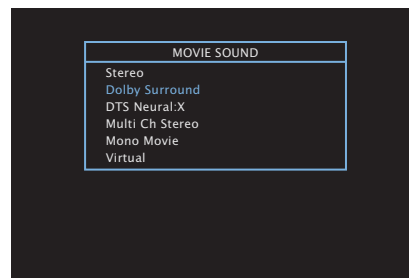 MOVIE SOUND
Stereo
Dolby Surround
DTS Neural:X
Multi Ch Stereo
Mono Movie
Virtual